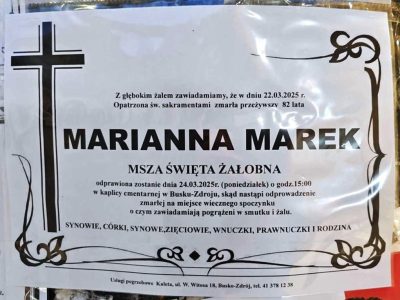 Z głębokim żalem zawiadamiamy, że w dniu 22.03.2025 r.
Opatrzona św. sakramentami zmarła przeżywszy 82 lata
MARIANNA MAREK
MSZA ŚWIĘTA ŻAŁOBNA
odprawiona zostanie dnia 24.03.2025r. (poniedziałek) o godz.15:00
w kaplicy cmentarnej w Busku-Zdroju, skąd nastąpi odprowadzenie
zmarłej na miejsce wiecznego spoczynku
o czym zawiadamiają pogrążeni w smutku i żalu.
SYNOWIE, CÓRKI, SYNOWE,ZIĘCIOWIE, WNUCZKI, PRAWNUCZKI I RODZINA
Usługi pogrzebowe Kaleta, ul. W. Witosa 18, Busko-Zdrój, tel. 41 378 12 38